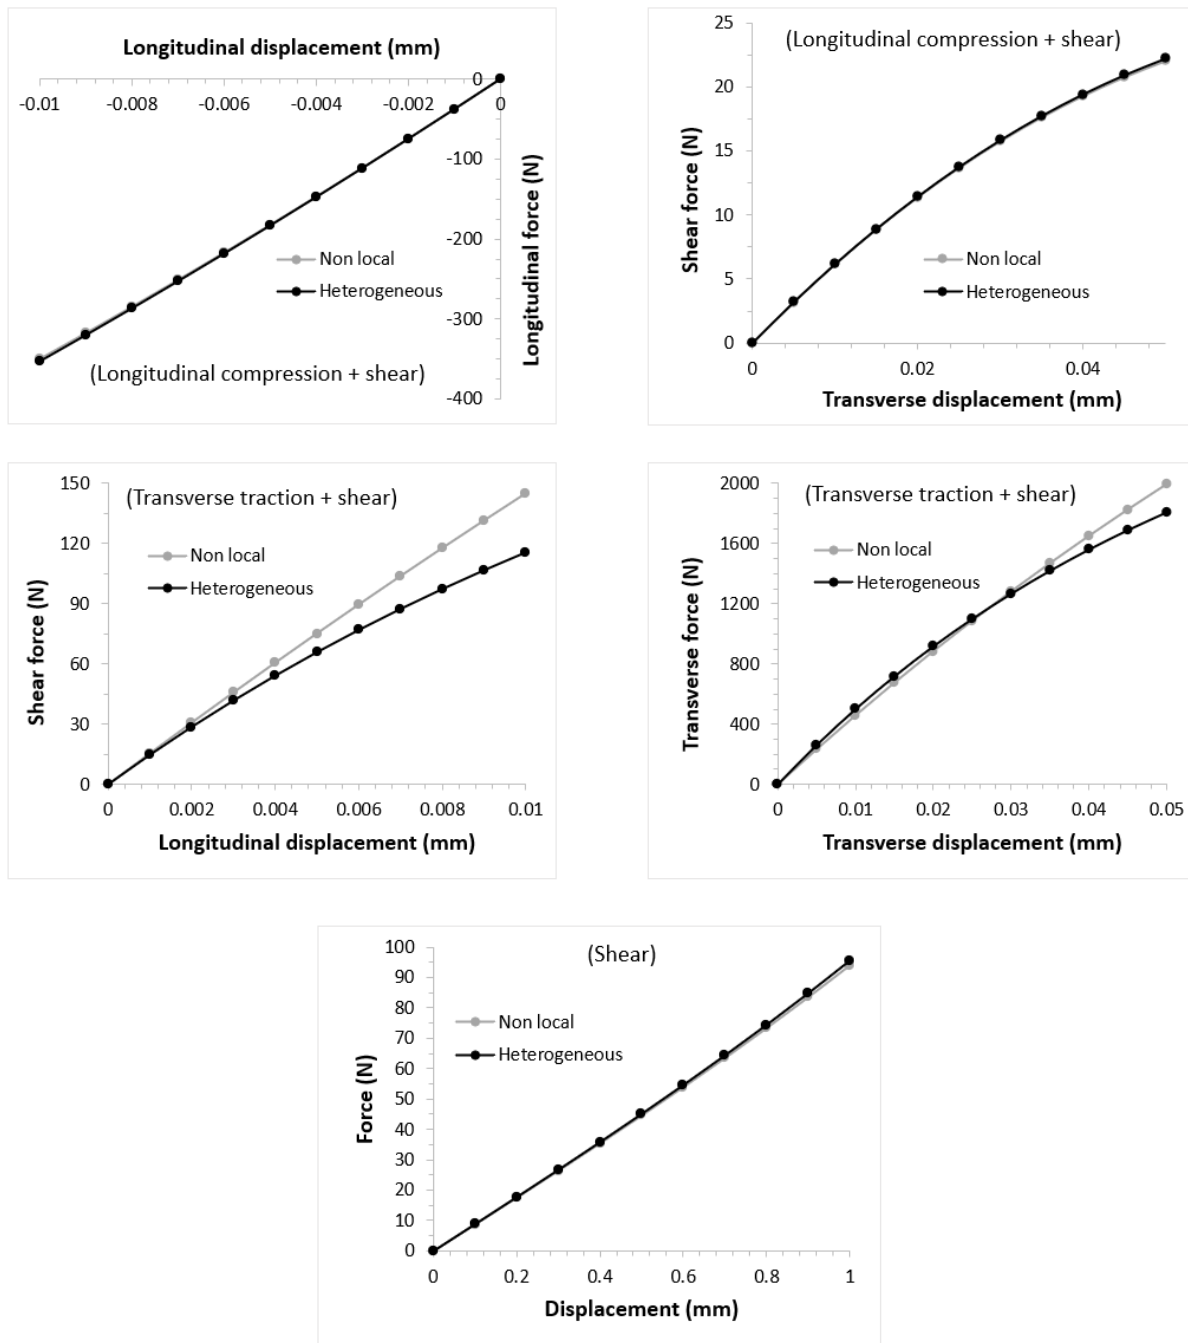 Longitudinal displacement (mm)
0
-0.01 -0.008 -0.006 -0.004 -0.002 0
-100
-200
-300
-400
Longitudinal force (N)
Non local
Heterogeneous
(Longitudinal compression + shear)
(Longitudinal compression + shear)
25
20
15
10
5
0
Shear force (N)
Non local
Heterogeneous
0 0.02 0.04
Transverse displacement (mm)
(Transverse traction + shear)
150
120
90
60
30
0
Shear force (N)
Non local
Heterogeneous
0 0.002 0.004 0.006 0.008 0.01
Longitudinal displacement (mm)
(Transverse traction + shear)
2000
1600
1200
800
400
0
Transverse force (N)
Non local
Heterogeneous
0 0.01 0.02 0.03 0.04 0.05
Transverse displacement (mm)
(Shear)
100
90
80
70
60
50
40
30
20
10
0
Force (N)
Non local
Heterogeneous
0 0.2 0.4 0.6 0.8 1
Displacement (mm)